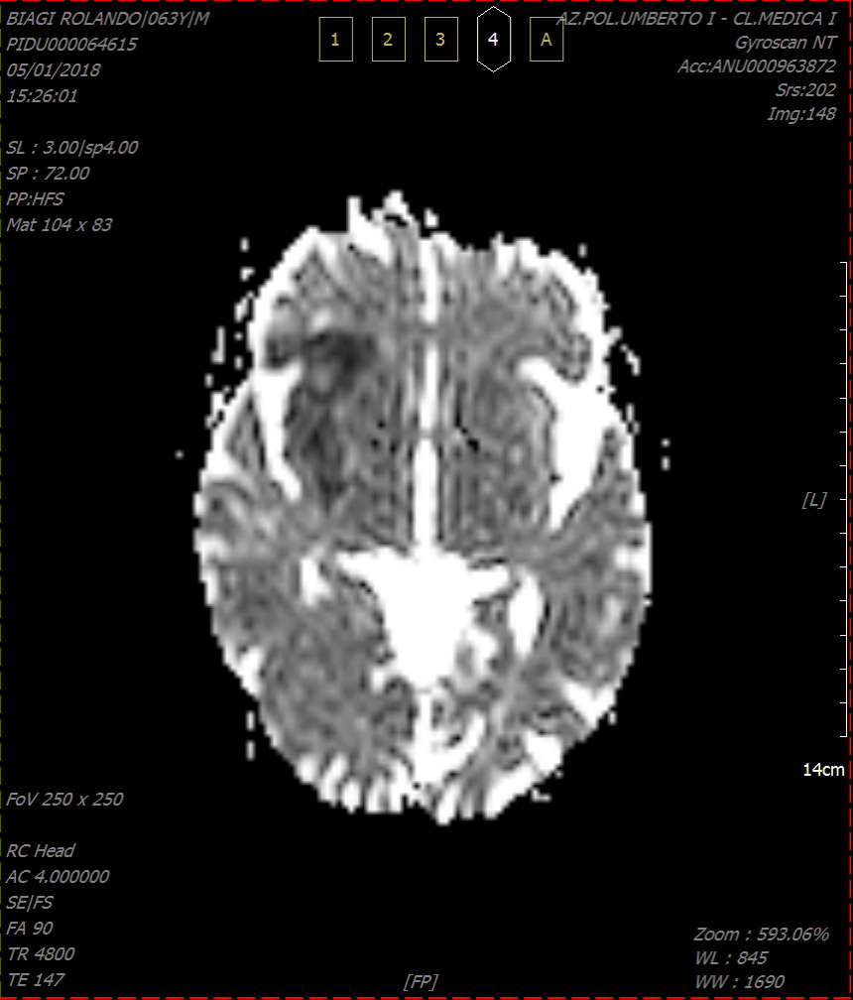 BIAGI ROLANDO|063Y|M
PIDU000064615
05/01/2018
15:26:01
1 2 3 4 A
AZ.POL.UMBERTO I - CL.MEDICA I
Gyroscan NT
Acc:ANU000963872
Srs:202
Img:148
SL : 3.00|sp4.00
SP : 72.00
PP:HFS
Mat 104 x 83
[L]
14cm
FoV 250 x 250
RC Head
AC 4.000000
SE|FS
FA 90
TR 4800
TE 147
[FP]
Zoom : 593.06%
WL : 845
WW : 1690